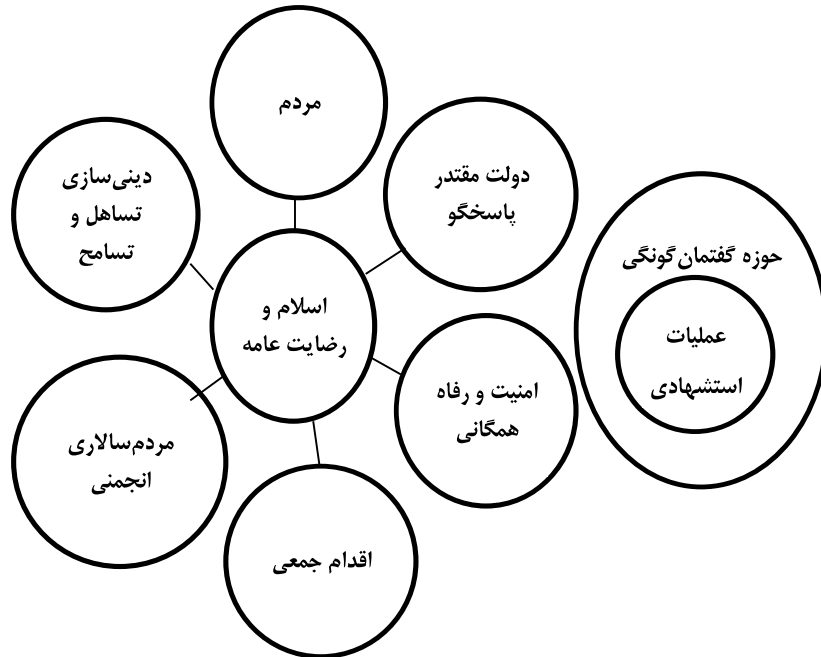 مردم
دولت مقتدر
پاسخگو
امنیت و رفاه
همگانی
اقدام جمعی
مردم‌سالاری
انجمنی
دینی‌سازی
تساهل و
تسامح
اسلام و
رضایت عامه
حوزه گفتمان‌گونگی
عملیات
استشهادی